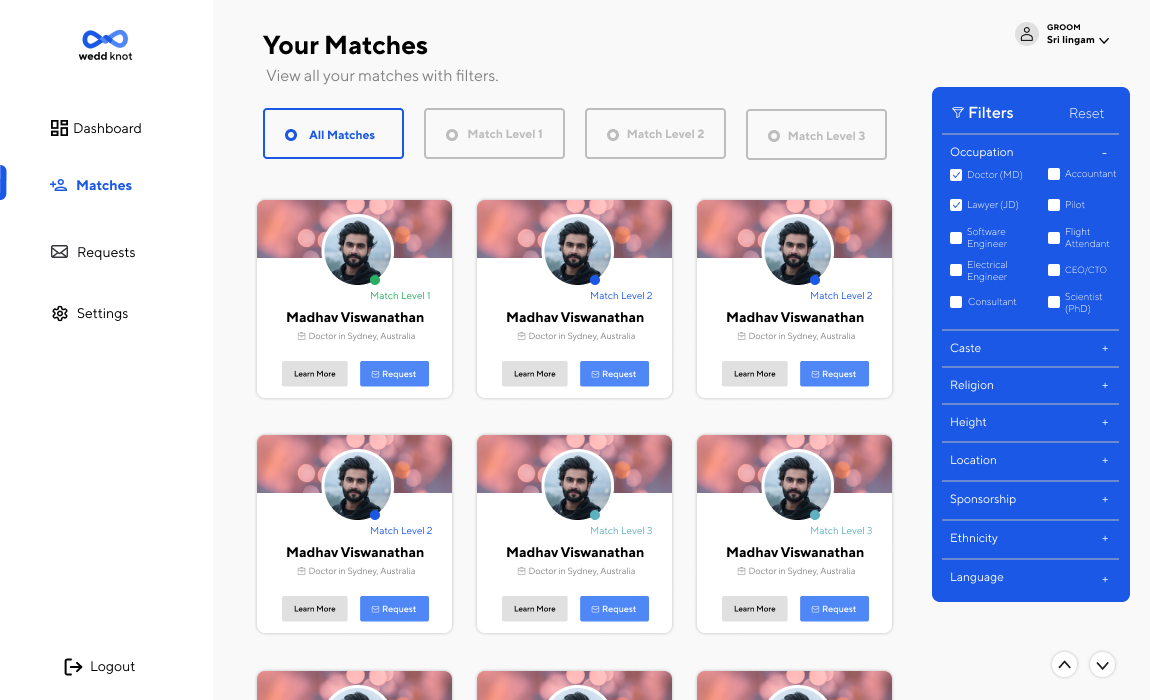 wedd knot
Dashboard
Matches
Requests
Settings
Logout
Your Matches
View all your matches with filters.
GROOM
Sri lingam
All Matches
Match Level 1
Match Level 2
Match Level 3
Match Level 1
Madhav Viswanathan
Doctor in Sydney, Australia
Learn More
Request
Match Level 2
Madhav Viswanathan
Doctor in Sydney, Australia
Learn More
Request
Match Level 2
Madhav Viswanathan
Doctor in Sydney, Australia
Learn More
Request
Match Level 2
Madhav Viswanathan
Doctor in Sydney, Australia
Learn More
Request
Match Level 3
Madhav Viswanathan
Doctor in Sydney, Australia
Learn More
Request
Match Level 3
Madhav Viswanathan
Doctor in Sydney, Australia
Learn More
Request
Filters
Reset
Occupation -
Doctor (MD)
Accountant
Lawyer (JD)
Pilot
Software
Engineer
Flight
Attendant
Electrical
Engineer
CEO/CTO
Consultant
Scientist
(PhD)
Caste +
Religion +
Height +
Location +
Sponsorship +
Ethnicity +
Language +